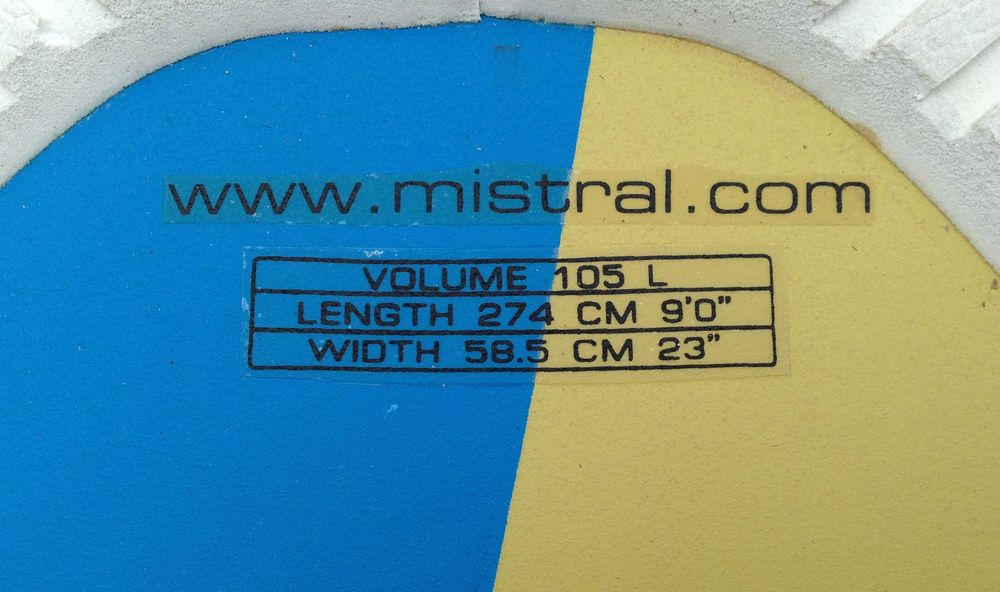 www.mistral.com
VOLUME 105 L
LENGTH 274 CM 9'0"
WIDTH 58.5 CM 23"